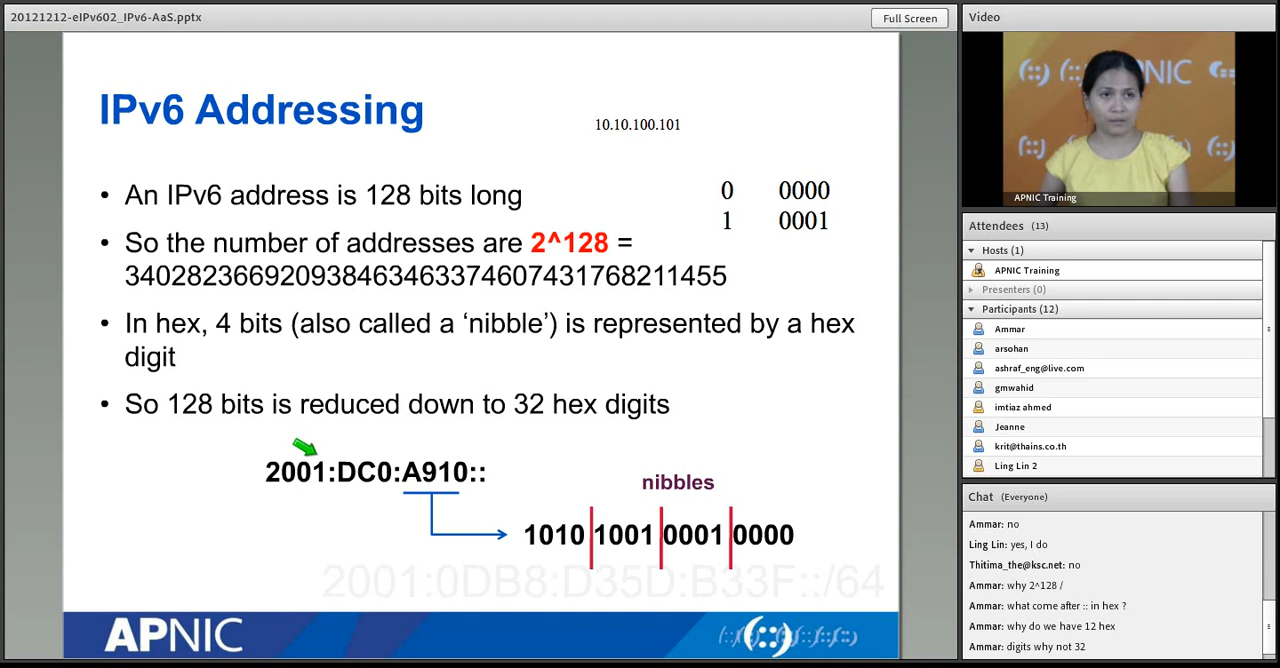 20121212-eIPv602_IPv6-AaS.pptx
Full Screen
IPv6 Addressing
10.10.100.101
• An IPv6 address is 128 bits long
0 0000
1 0001
• So the number of addresses are 2^128 =
340282366920938463463374607431768211455
• In hex, 4 bits (also called a ‘nibble’) is represented by a hex
digit
• So 128 bits is reduced down to 32 hex digits
2001:DC0:A910::
nibbles
1010 1001 0001 0000
2001:0DB8:D35D:B33F::/64
APNIC
(::)
Video
APNIC
APNIC Training
Attendees (13)
Hosts (1)
APNIC Training
Presenters (0)
Participants (12)
Ammar
arsohan
ashraf_eng@live.com
gmwahid
imtiaz ahmed
Jeanne
krit@thains.co.th
Ling Lin 2
Chat (Everyone)
Ammar: no
Ling Lin: yes, I do
Thitima_the@ksc.net: no
Ammar: why 2^128 /
Ammar: what come after :: in hex ?
Ammar: why do we have 12 hex
Ammar: digits why not 32